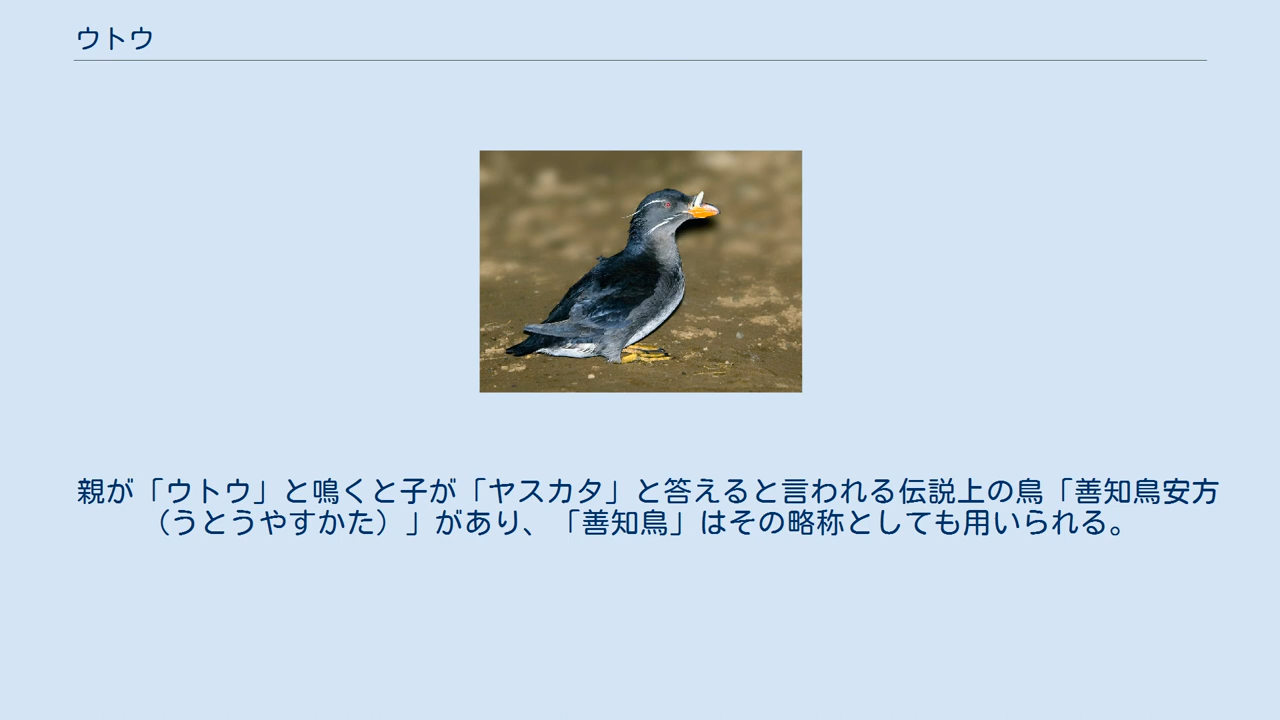 ウトウ
親が「ウトウ」と鳴くと子が「ヤスカタ」と答えると言われる伝説上の鳥「善知鳥安方
（うとうやすかた）」があり、「善知鳥」はその略称としても用いられる。